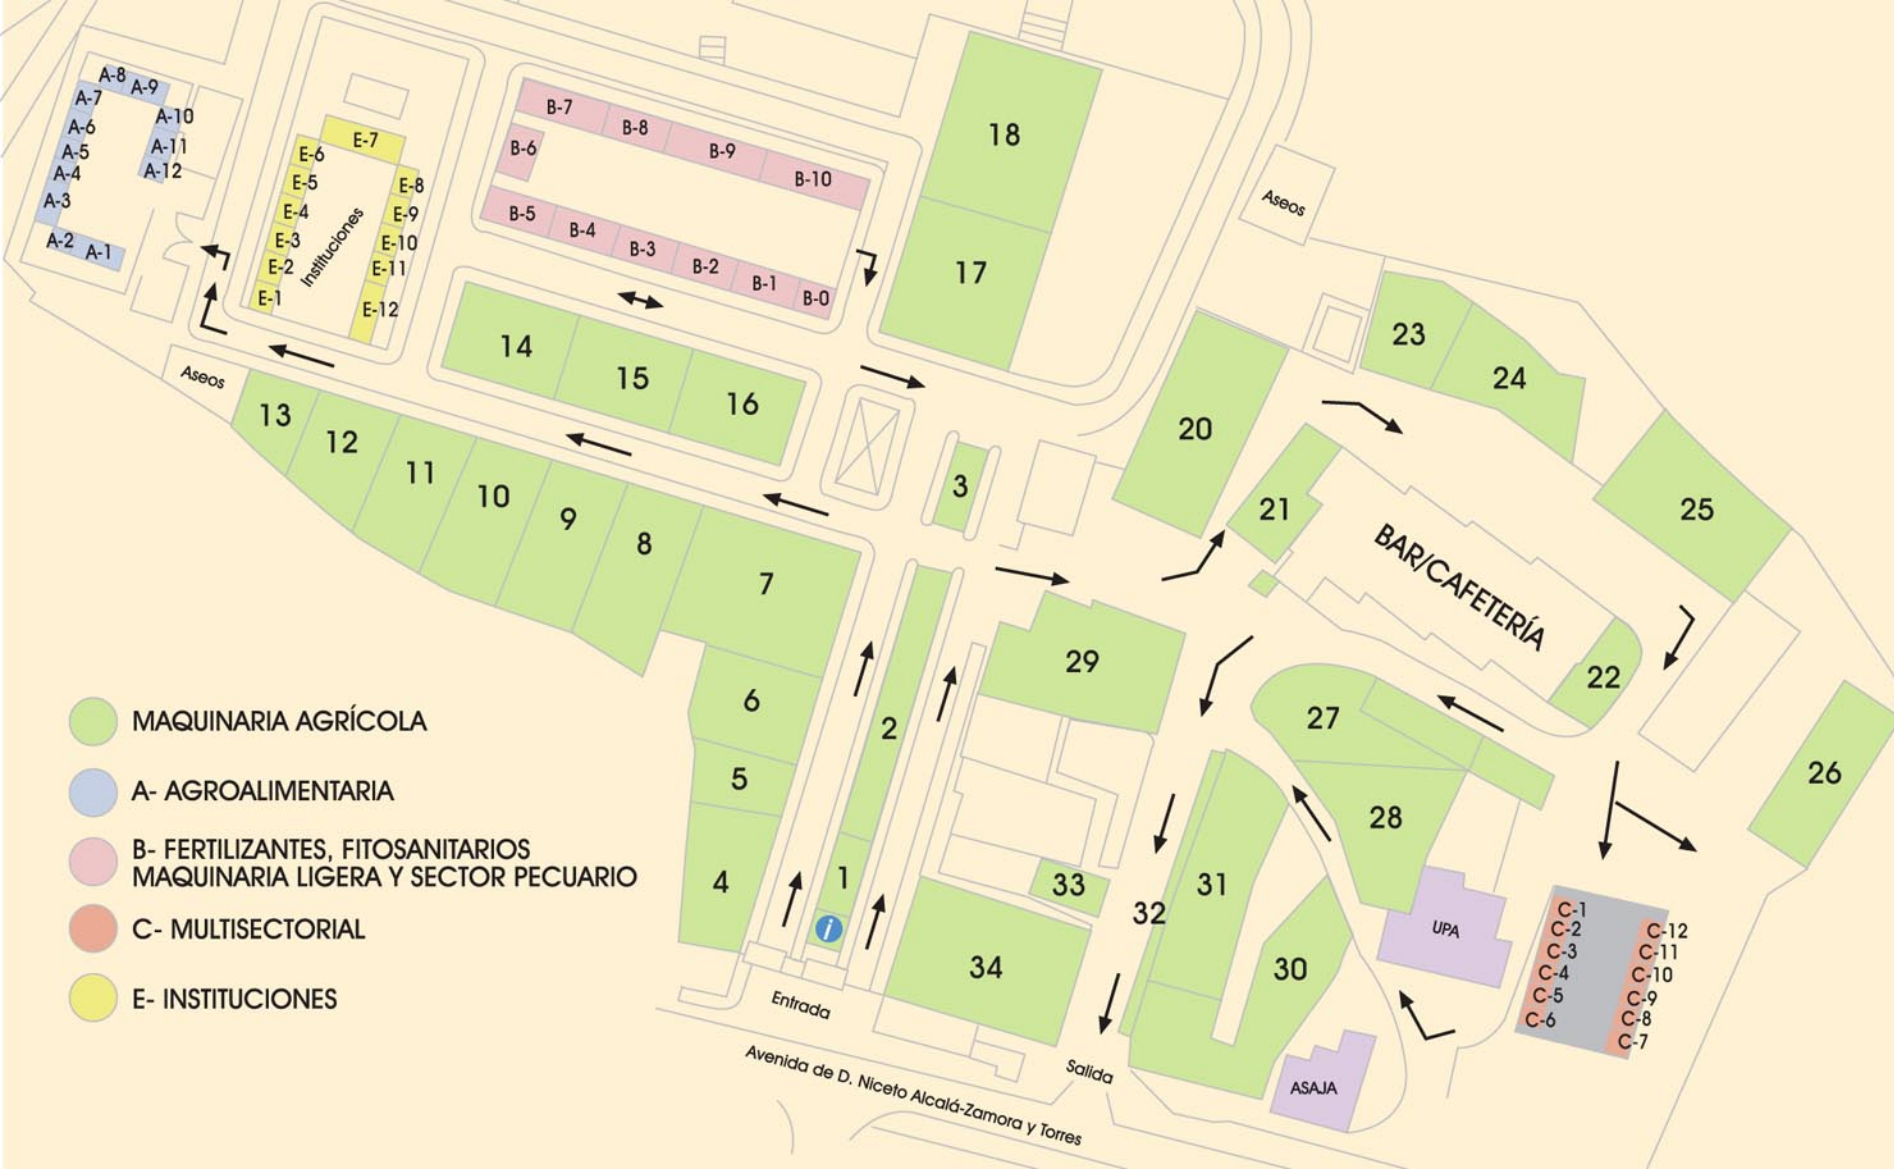 A-8
A-9
A-7
A-10
A-6
A-11
A-5
A-12
A-4
A-3
A-2
A-1
E-7
E-6
E-5
E-8
E-4
E-9
E-3
E-10
E-2
E-11
E-1
E-12
Instituciones
B-7
B-8
B-9
B-10
B-6
B-5
B-4
B-3
B-2
B-1
B-0
18
17
Aseos
14
15
16
Aseos
13
12
11
10
9
8
7
3
20
21
23
24
25
BAR/CAFETERÍA
22
26
29
27
28
6
5
4
2
1
i
33
34
32
31
30
UPA
ASAJA
C-1
C-2
C-3
C-4
C-5
C-6
C-12
C-11
C-10
C-9
C-8
C-7
MAQUINARIA AGRÍCOLA
A- AGROALIMENTARIA
B- FERTILIZANTES, FITOSANITARIOS
MAQUINARIA LIGERA Y SECTOR PECUARIO
C- MULTISECTORIAL
E- INSTITUCIONES
Entrada
Salida
Avenida de D. Niceto Alcalá-Zamora y Torres